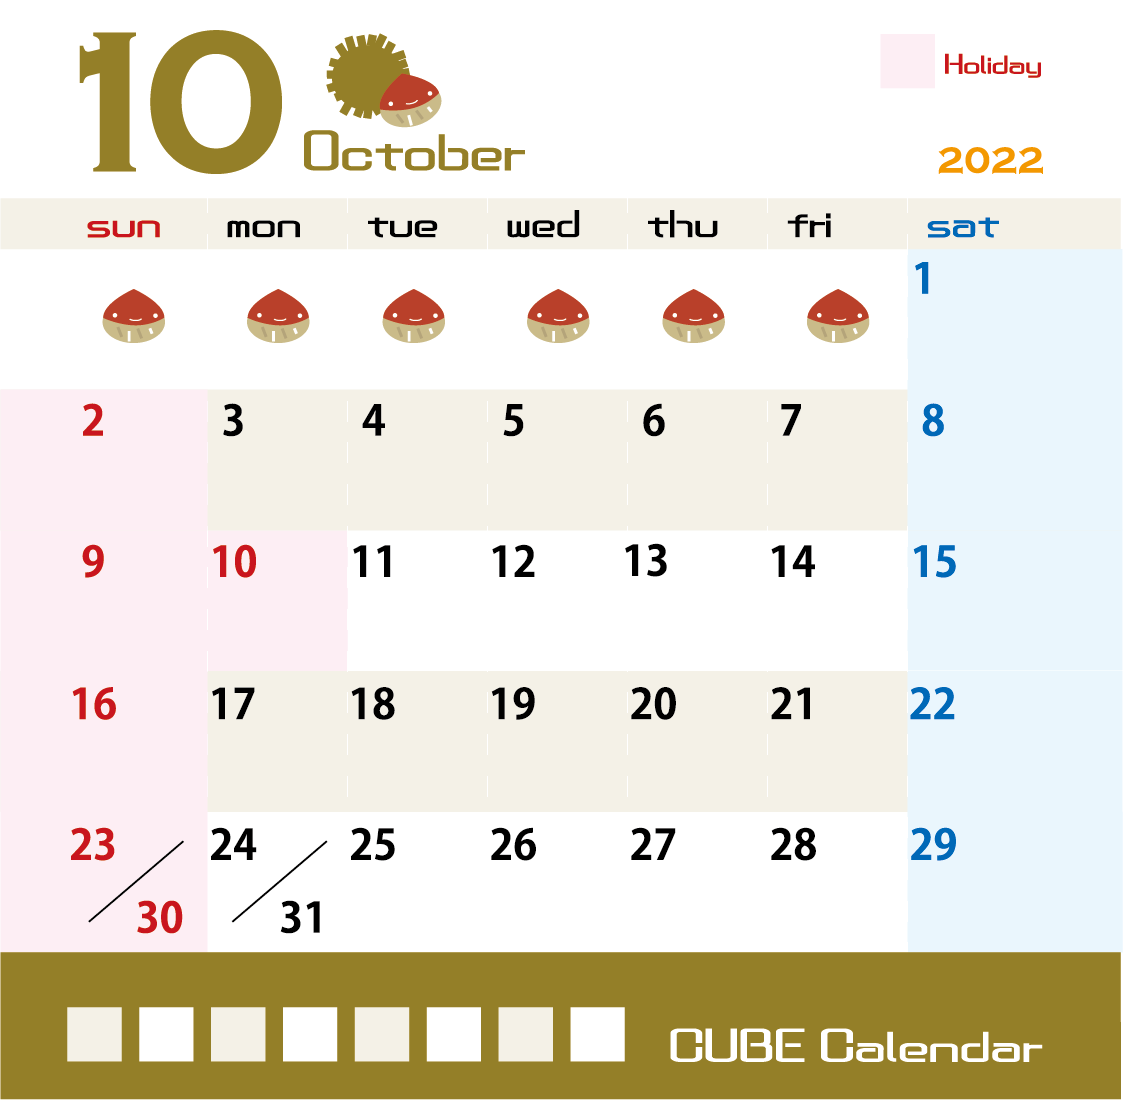 10 October
Holiday
2022
sun mon tue wed thu fri sat
1
2 3 4 5 6 7 8
9 10 11 12 13 14 15
16 17 18 19 20 21 22
23 24 25 26 27 28 29
30 31
CUBE Calendar